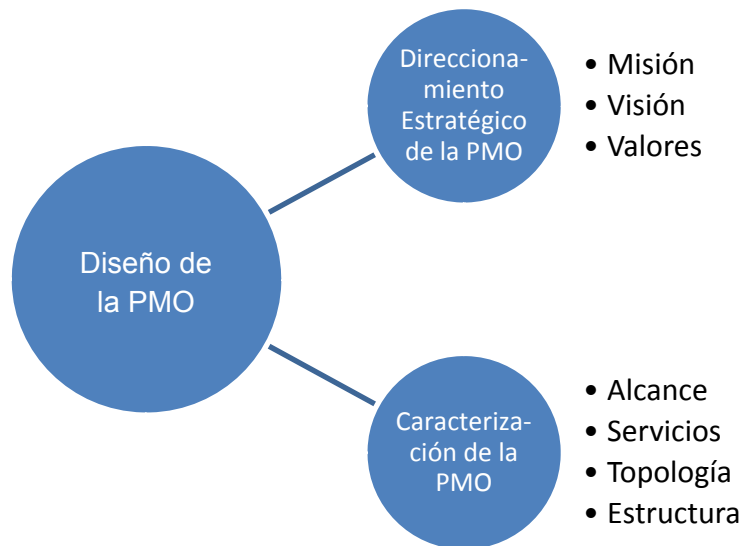 Direcciona-
miento
Estratégico
de la PMO
• Misión
• Visión
• Valores
Diseño de
la PMO
Caracteriza-
ción de la
PMO
• Alcance
• Servicios
• Topología
• Estructura